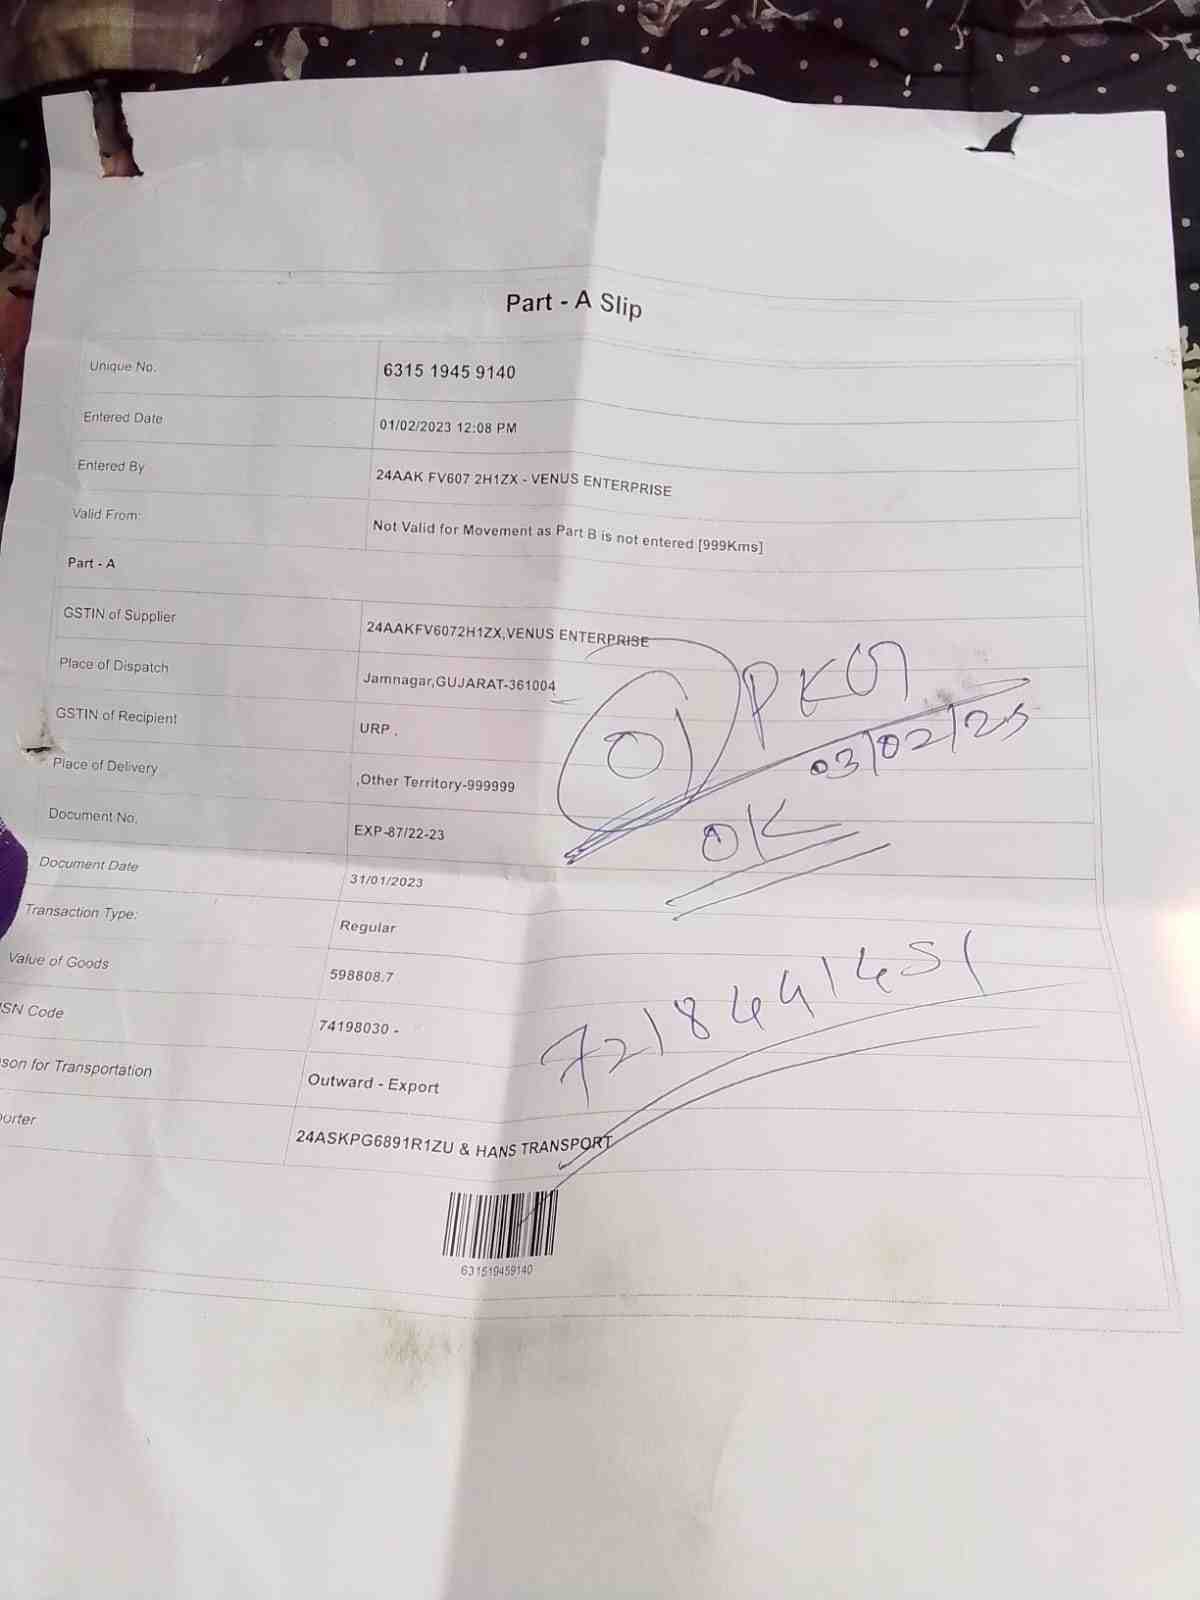 Part - A Slip
Unique No. 6315 1945 9140
Entered Date 01/02/2023 12:08 PM
Entered By 24AAK FV607 2H1ZX - VENUS ENTERPRISE
Valid From: Not Valid for Movement as Part B is not entered [999Kms]
Part - A
GSTIN of Supplier 24AAKFV6072H1ZX,VENUS ENTERPRISE
Place of Dispatch Jamnagar,GUJARAT-361004
GSTIN of Recipient URP .
Place of Delivery ,Other Territory-999999
Document No. EXP-87/22-23
Document Date 31/01/2023
Transaction Type: Regular
Value of Goods 598808.7
SN Code 74198030 -
son for Transportation Outward - Export
porter 24ASKPG6891R1ZU & HANS TRANSPORT
631519459140
01 PKG
03/02/23
OK
7218441451